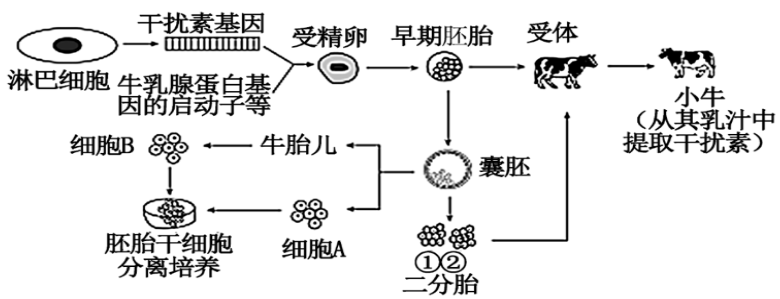 干扰素基因
淋巴细胞
牛乳腺蛋白基
因的启动子等
受精卵
早期胚胎
受体
小牛
（从其乳汁中
提取干扰素）
细胞B
牛胎儿
囊胚
胚胎干细胞
分离培养
细胞A
①②
二分胎